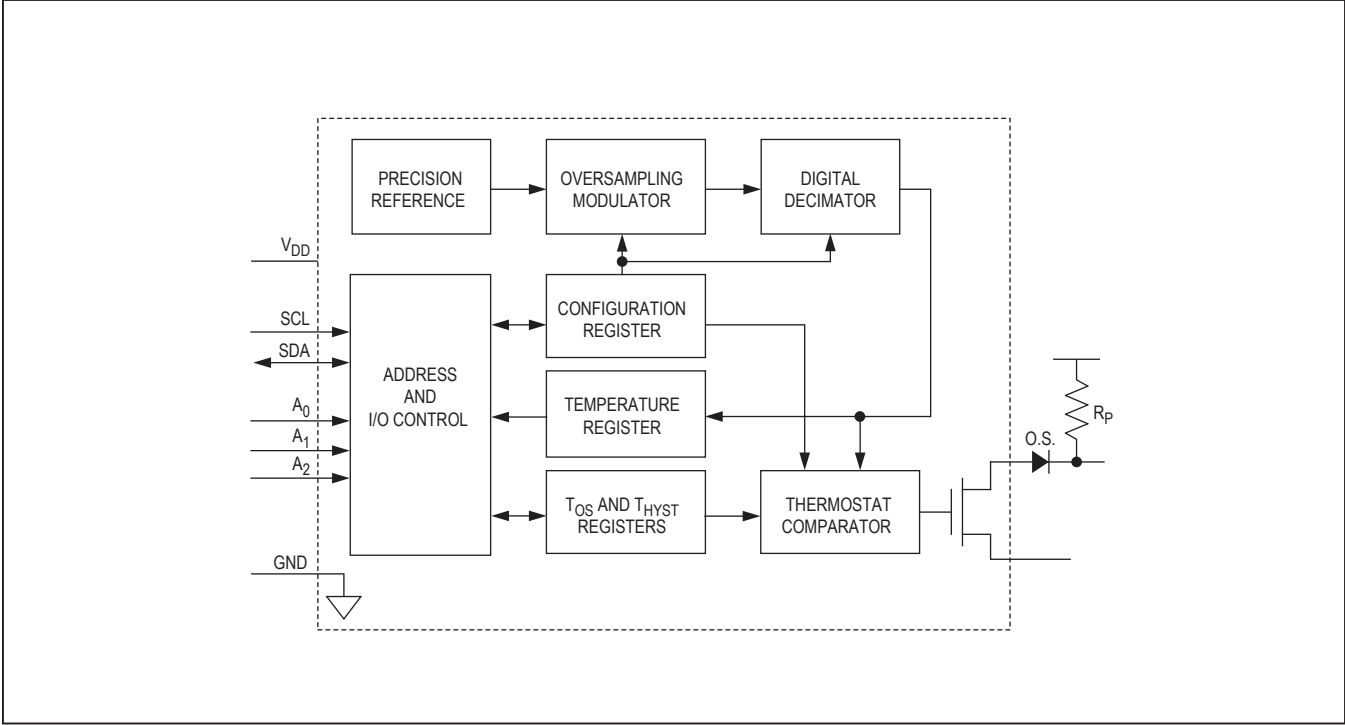 PRECISION
REFERENCE
OVERSAMPLING
MODULATOR
DIGITAL
DECIMATOR
VDD
SCL
SDA
A0
A1
A2
GND
ADDRESS
AND
I/O CONTROL
CONFIGURATION
REGISTER
TEMPERATURE
REGISTER
TOS AND THYST
REGISTERS
THERMOSTAT
COMPARATOR
O.S.
RP